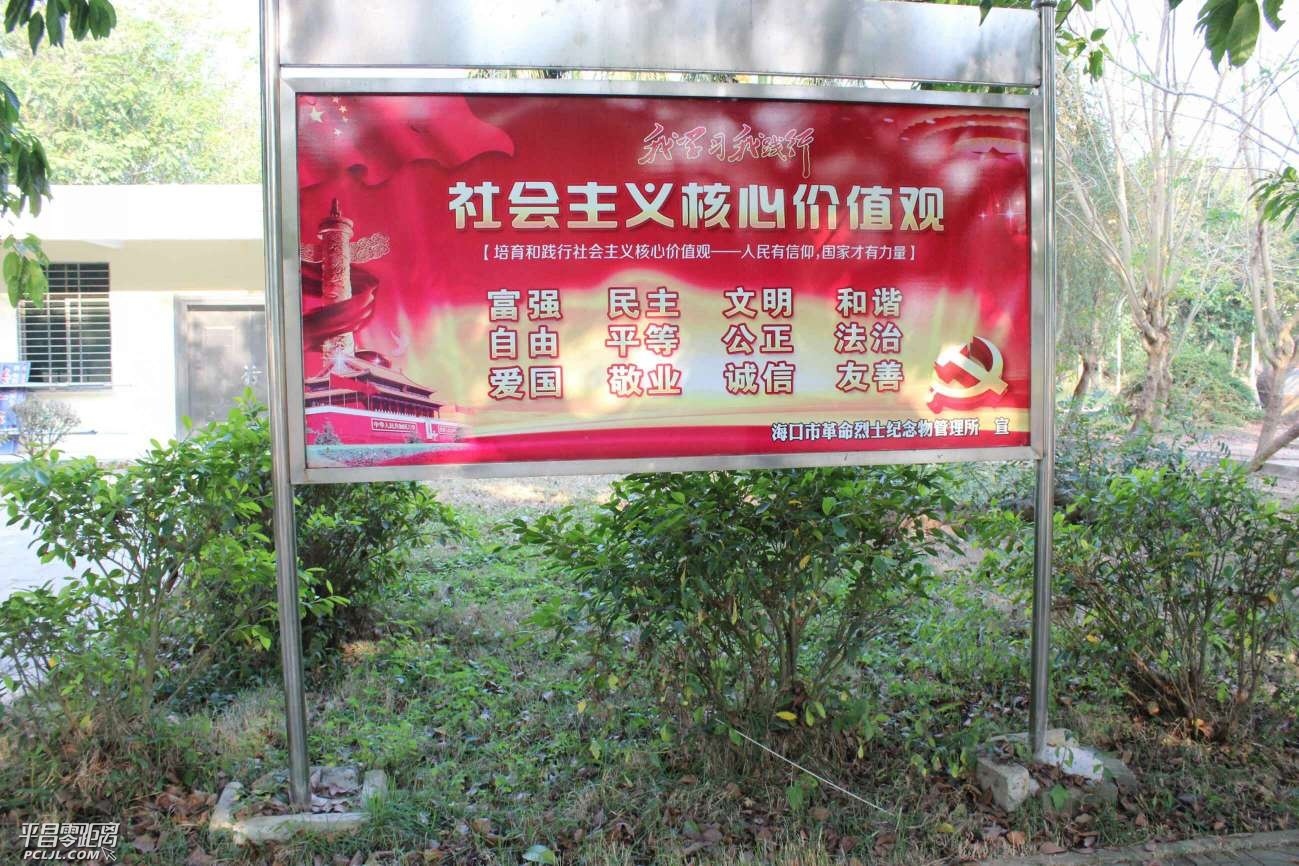 我学习我践行
社会主义核心价值观
【培育和践行社会主义核心价值观——人民有信仰,国家才有力量】
富强 民主 文明 和谐
自由 平等 公正 法治
爱国 敬业 诚信 友善
海口市革命烈士纪念物管理所 宣
平昌零距离
PCLJL.COM